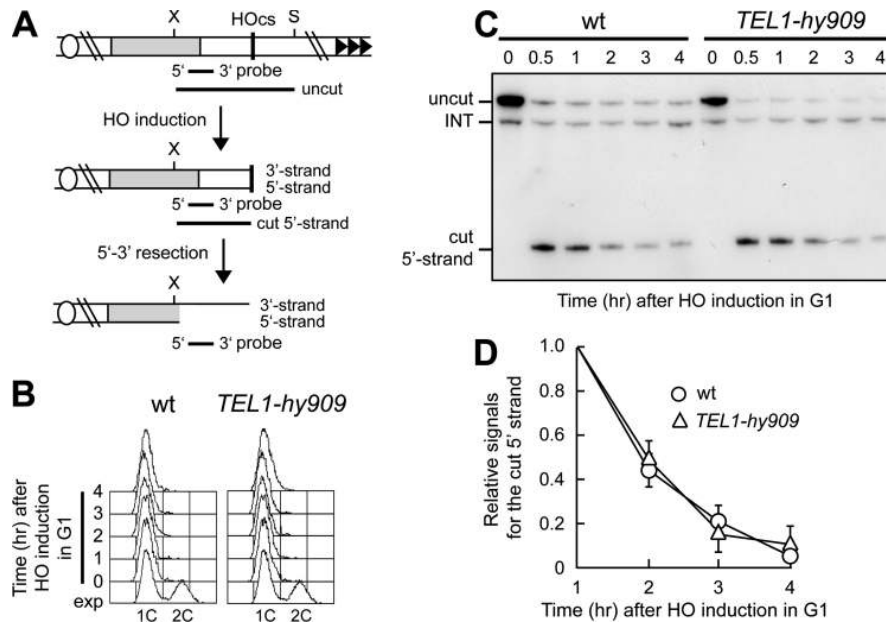 A
X
HOcs
S
5‘
3‘ probe
uncut
HO induction
X
3’-strand
5’-strand
5‘
3‘ probe
cut 5’-strand
5‘-3‘ resection
X
3‘-strand
5‘-strand
5‘
3‘ probe
B
wt
TEL1-hy909
Time (hr) after
HO induction
in G1
4
3
2
1
0
exp
1C 2C
1C 2C
C
wt
TEL1-hy909
0 0.5 1 2 3 4
0 0.5 1 2 3 4
uncut
INT
cut
5’-strand
Time (hr) after HO induction in G1
D
Relative signals
for the cut 5’ strand
1.0
0.8
0.6
0.4
0.2
0
wt
TEL1-hy909
1 2 3 4
Time (hr) after HO induction in G1